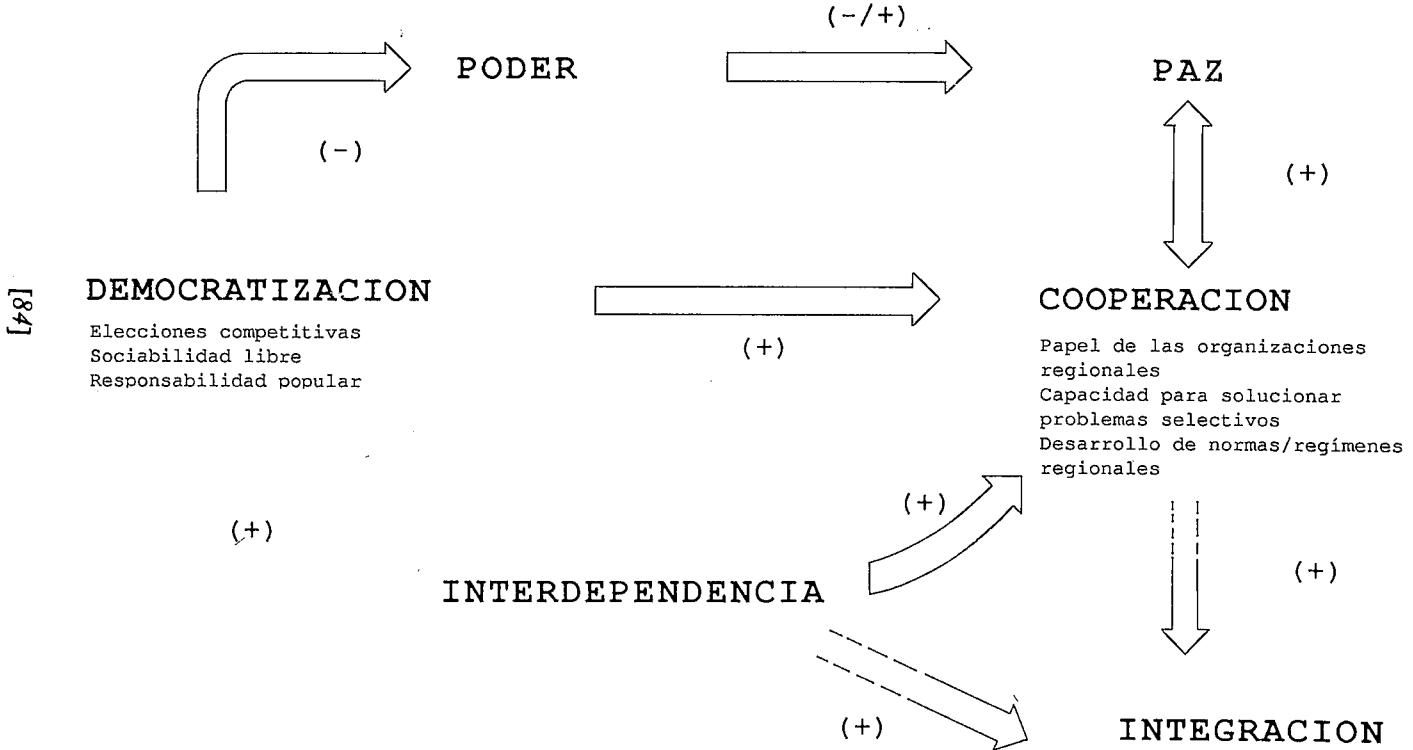 (-/+)
PODER
PAZ
(-)
(+)
[84]
DEMOCRATIZACION
Elecciones competitivas
Sociabilidad libre
Responsabilidad popular
(+)
COOPERACION
Papel de las organizaciones
regionales
Capacidad para solucionar
problemas selectivos
Desarrollo de normas/regímenes
regionales
(+)
(+)
INTERDEPENDENCIA
(+)
(+)
INTEGRACION